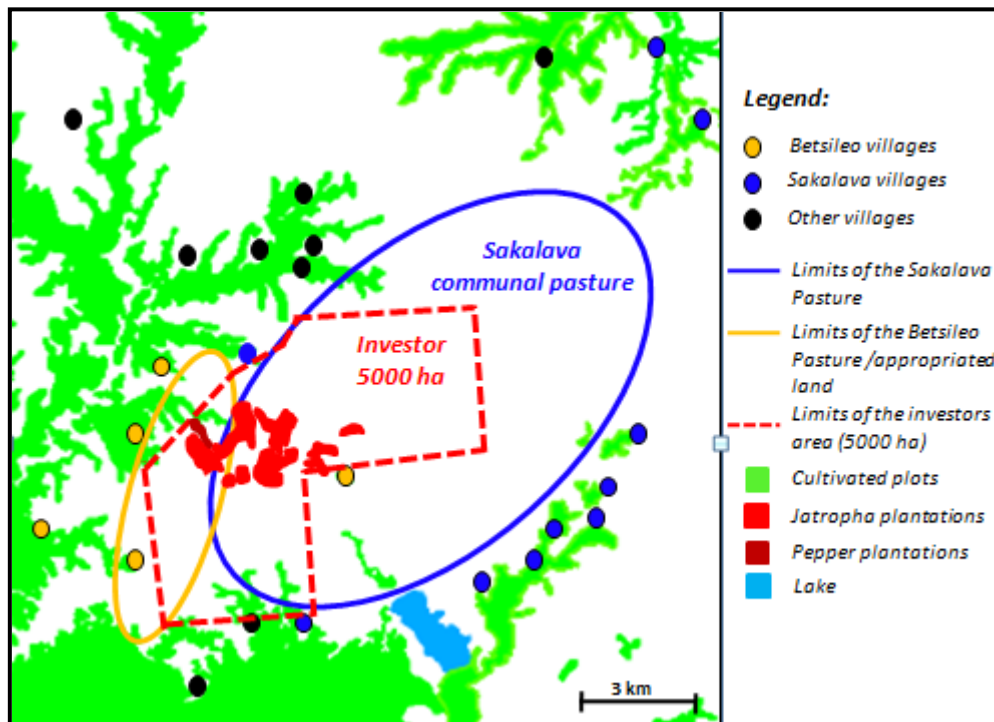 Sakalava
communal pasture
Investor
5000 ha
3 km
Legend:
Betsileo villages
Sakalava villages
Other villages
Limits of the Sakalava
Pasture
Limits of the Betsileo
Pasture /appropriated
land
Limits of the investors
area (5000 ha)
Cultivated plots
Jatropha plantations
Pepper plantations
Lake